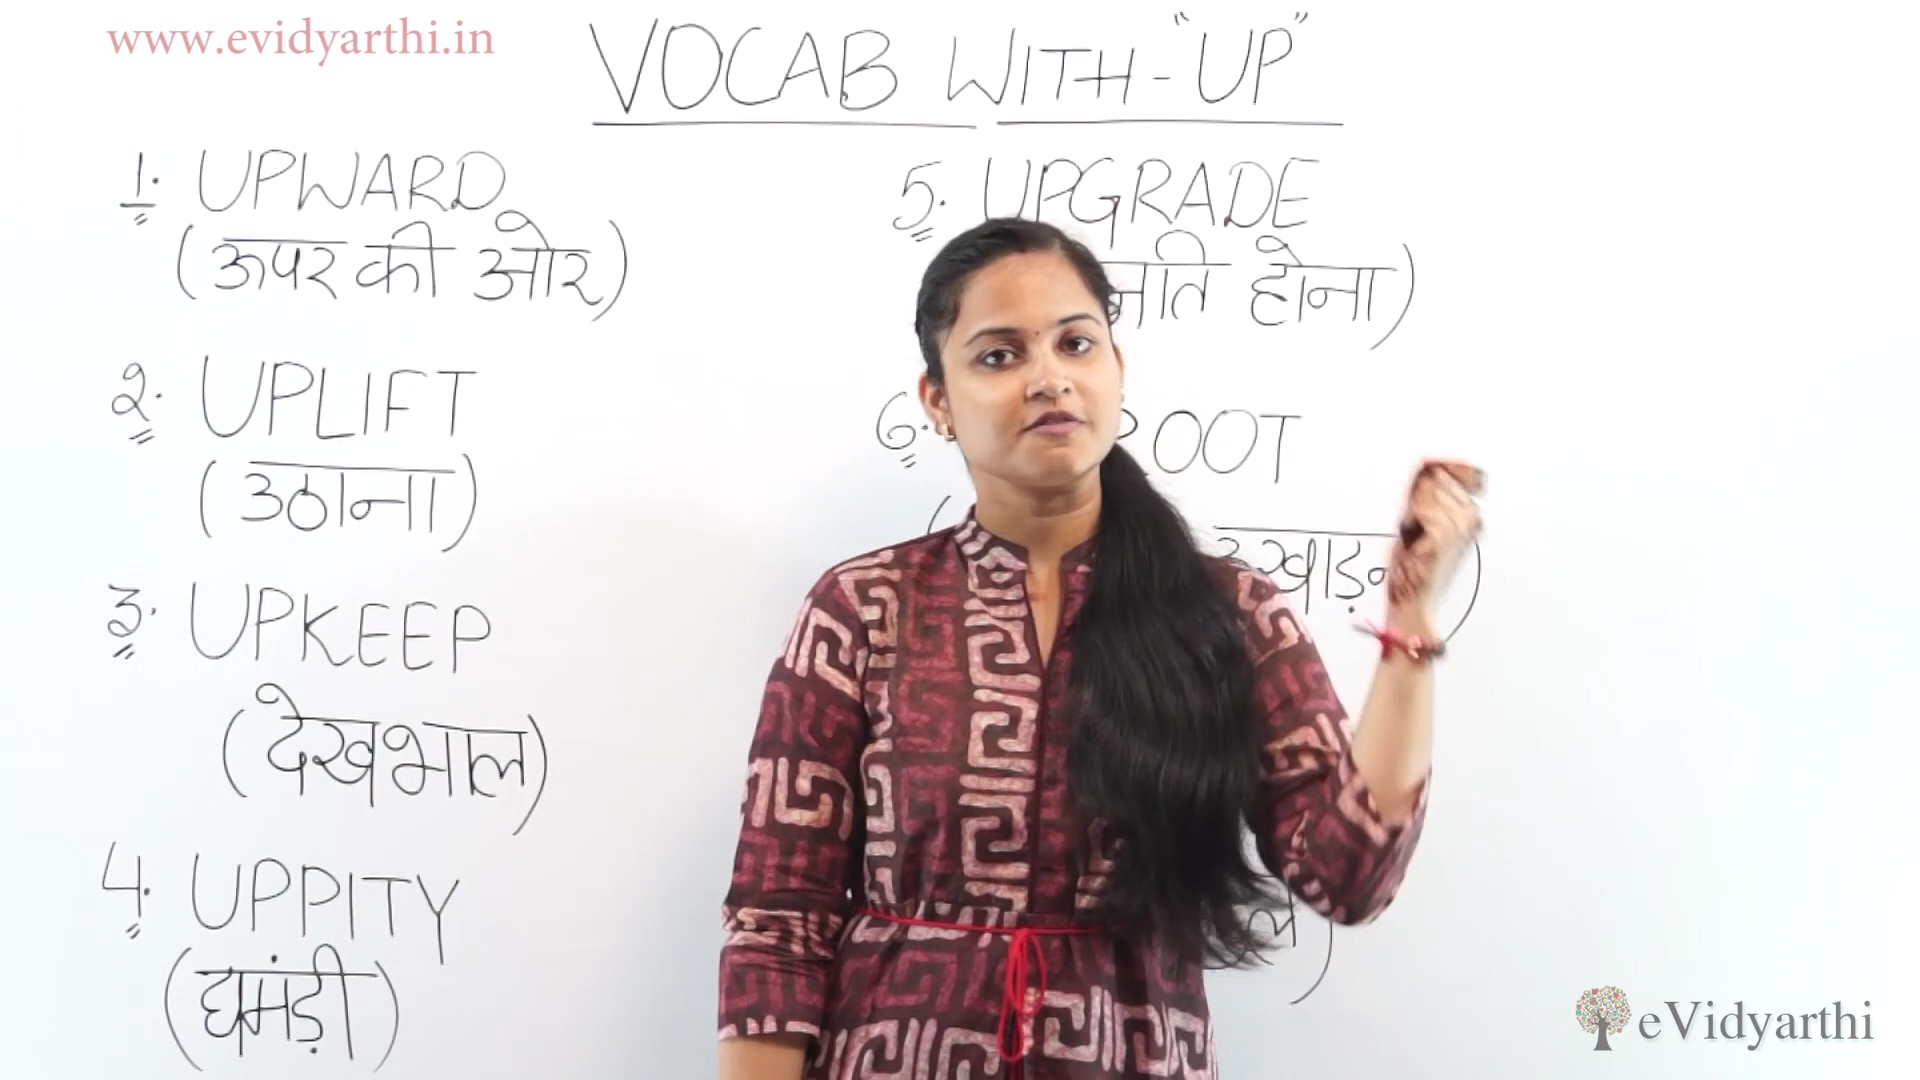 www.evidyarthi.in
VOCAB WITH - "UP"
1. UPWARD
(ऊपर की ओर)
2. UPLIFT
(उठाना)
3. UPKEEP
(देखभाल)
4. UPPITY
(घमंड़ी)
5. UPGRADE
होना)
6.
eVidyarthi